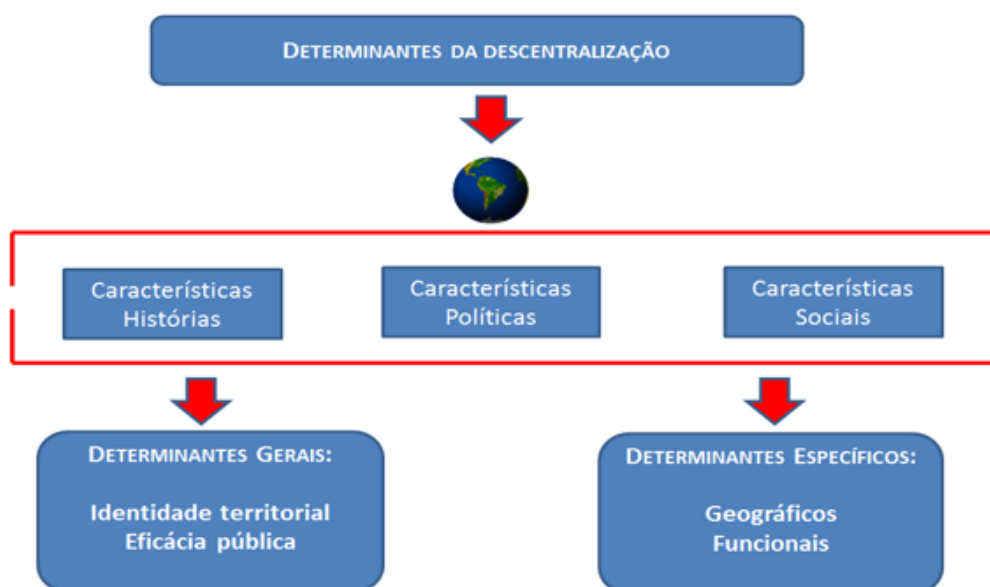 DETERMINANTES DA DESCENTRALIZAÇÃO
Características
Histórias
Características
Políticas
Características
Sociais
DETERMINANTES GERAIS:
Identidade territorial
Eficácia pública
DETERMINANTES ESPECÍFICOS:
Geográficos
Funcionais